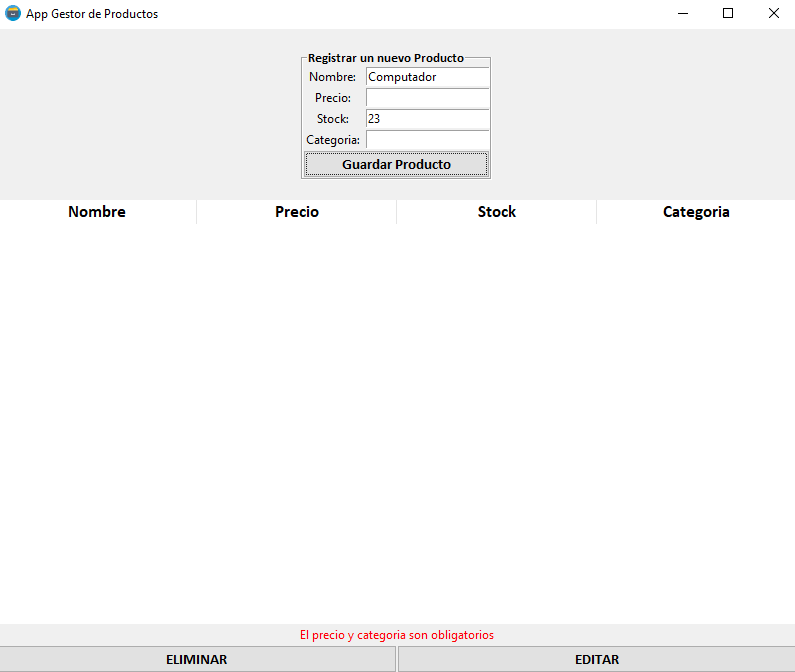 App Gestor de Productos
Registrar un nuevo Producto
Nombre: Computador
Precio:
Stock: 23
Categoria:
Guardar Producto
Nombre Precio Stock Categoria
El precio y categoria son obligatorios
ELIMINAR EDITAR